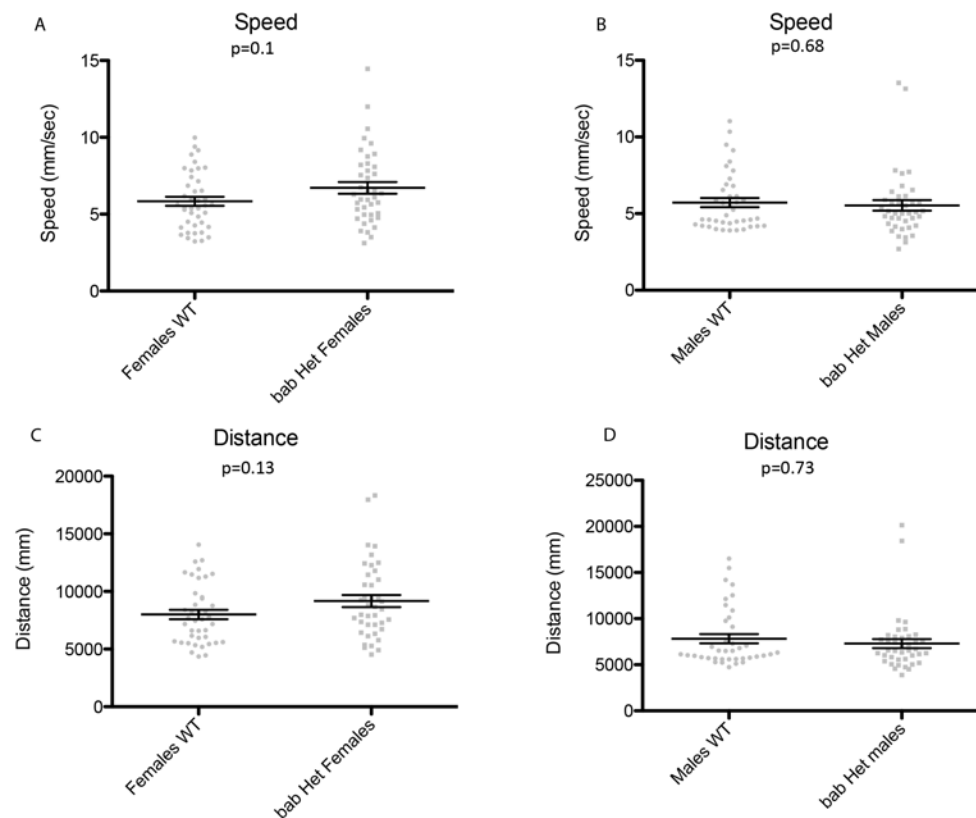 A
Speed
p=0.1
Speed (mm/sec)
15
10
5
0
Females WT
bab Het Females
B
Speed
p=0.68
Speed (mm/sec)
15
10
5
0
Males WT
bab Het Males
C
Distance
p=0.13
Distance (mm)
20000
15000
10000
5000
0
Females WT
bab Het Females
D
Distance
p=0.73
Distance (mm)
25000
20000
15000
10000
5000
0
Males WT
bab Het males